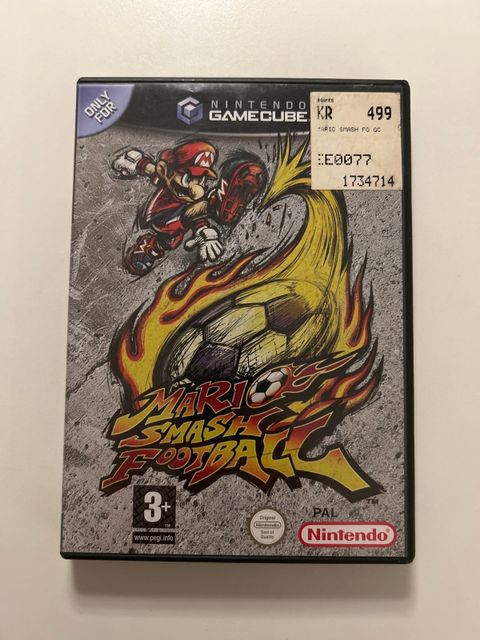 ONLY
FOR
NINTENDO
GAMECUBE
KR 499
MARIO SMASH FO GC
EE0077
1734714
MARIO
SMASH
FOOTBALL
TM
3+
www.pegi.info
Original
Nintendo
Seal of
Quality
PAL
Nintendo